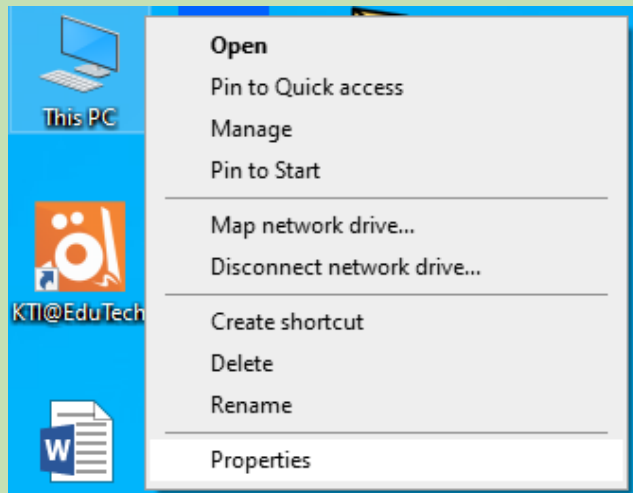 This PC
Open
Pin to Quick access
Manage
Pin to Start
Map network drive...
Disconnect network drive...
KTI@EduTech
Create shortcut
Delete
Rename
W
Properties